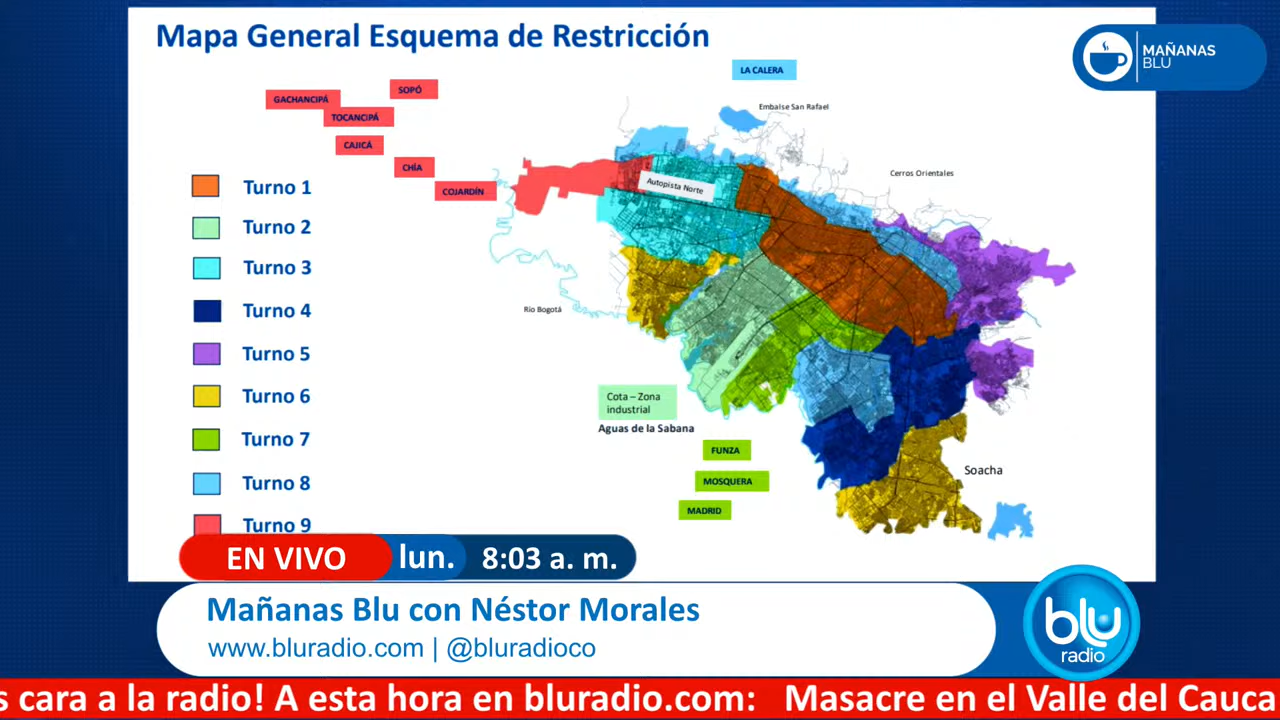 Mapa General Esquema de Restricción
MAÑANAS
BLU
LA CALERA
SOPÓ
GACHANCIPÁ
TOCANCIPÁ
Embalse San Rafael
CAJICÁ
CHÍA
Cerros Orientales
COJARDÍN
Autopista Norte
Turno 1
Turno 2
Turno 3
Turno 4
Turno 5
Turno 6
Turno 7
Turno 8
Turno 9
Río Bogotá
Cota – Zona
industrial
Aguas de la Sabana
FUNZA
MOSQUERA
MADRID
Soacha
EN VIVO lun. 8:03 a. m.
Mañanas Blu con Néstor Morales
www.bluradio.com | @bluradioco
blu
radio
s cara a la radio! A esta hora en bluradio.com: Masacre en el Valle del Cauca